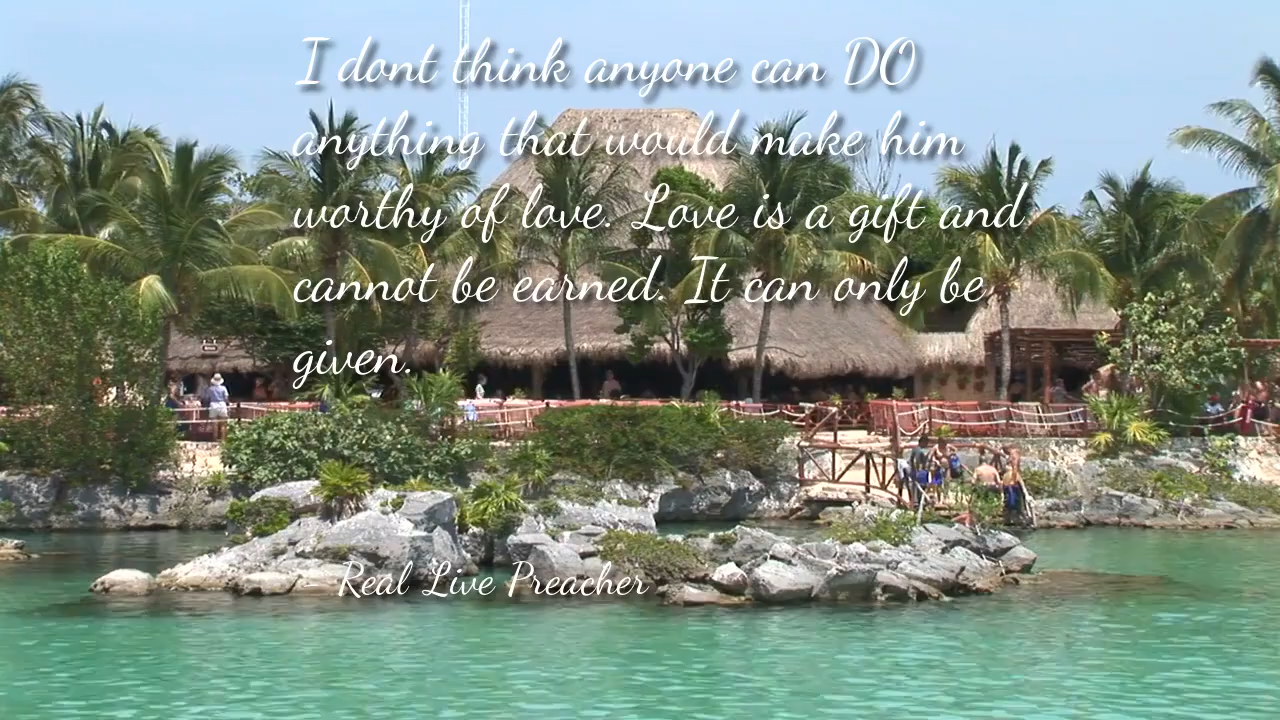 I dont think anyone can DO
anything that would make him
worthy of love. Love is a gift and
cannot be earned. It can only be
given.
- Real Live Preacher